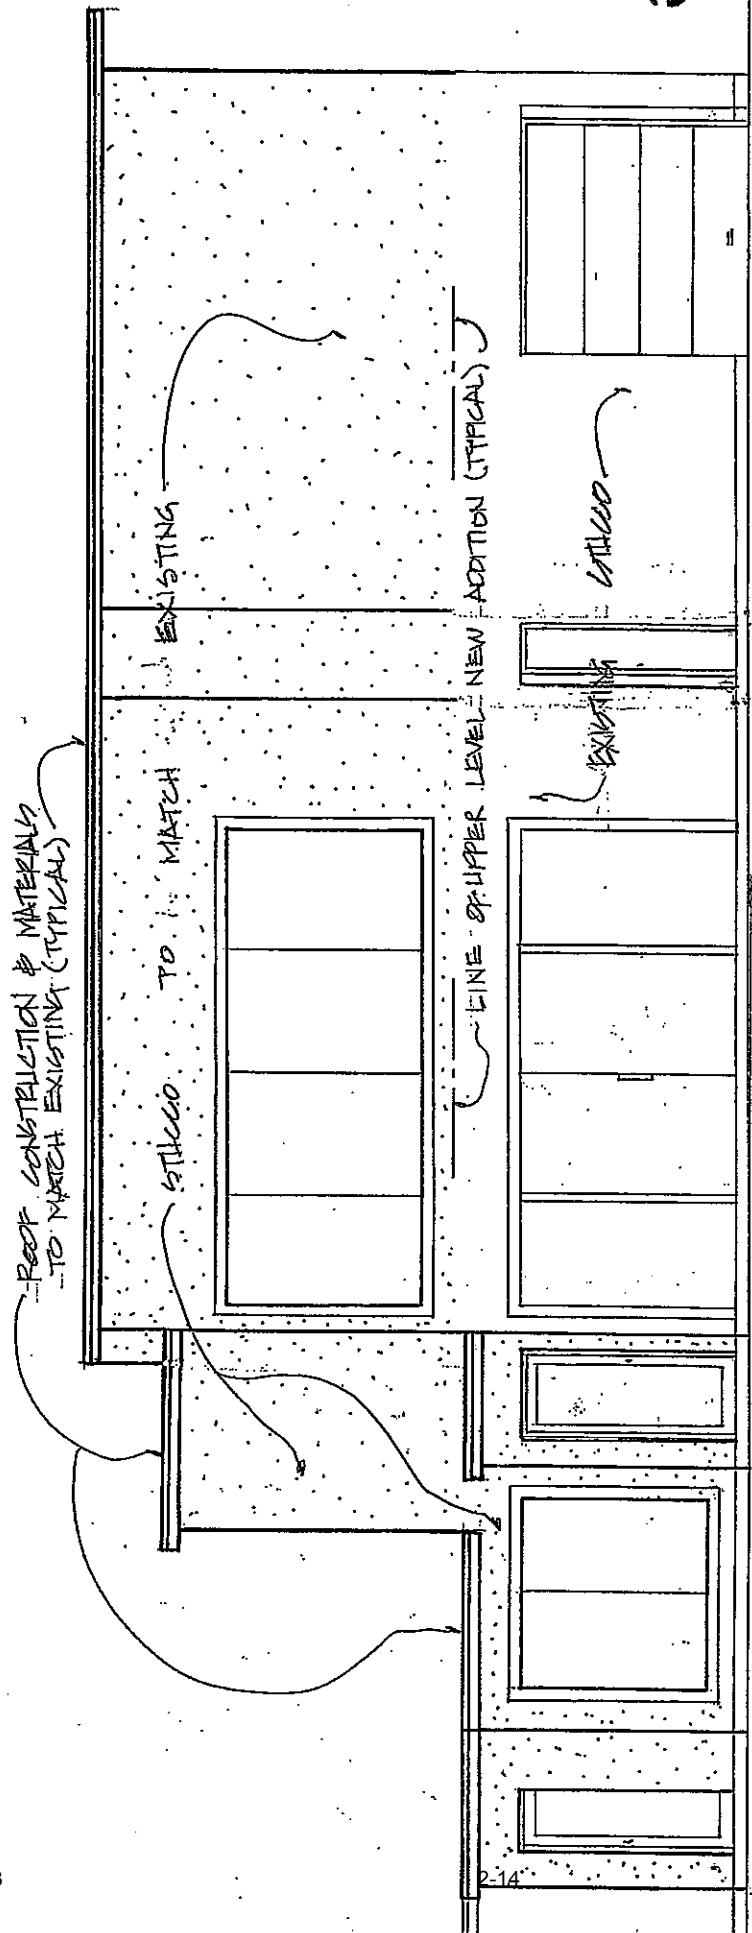 ROOF CONSTRUCTION & MATERIALS
TO MATCH EXISTING (TYPICAL)
STUCCO TO MATCH EXISTING
LINE OF UPPER LEVEL NEW ADDITION (TYPICAL)
EXISTING STUCCO
2-14